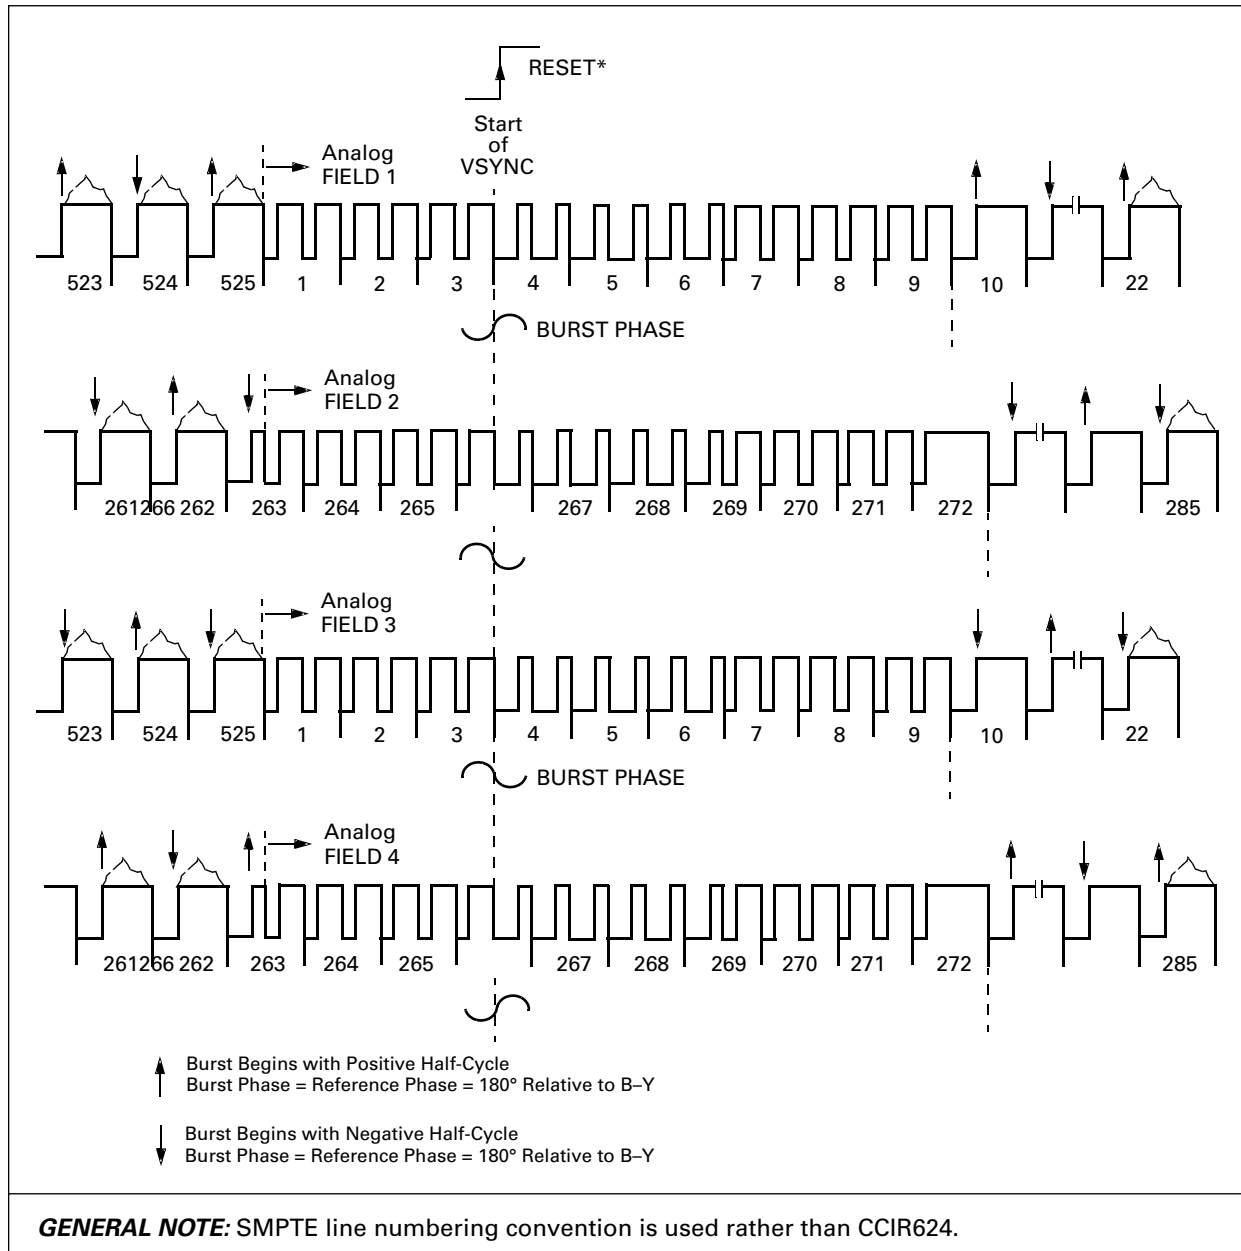 RESET*
Start
of
VSYNC
Analog
FIELD 1
523 524 525 1 2 3 4 5 6 7 8 9 10 22
BURST PHASE
Analog
FIELD 2
261266 262 263 264 265 267 268 269 270 271 272 285
Analog
FIELD 3
523 524 525 1 2 3 4 5 6 7 8 9 10 22
BURST PHASE
Analog
FIELD 4
261266 262 263 264 265 267 268 269 270 271 272 285
Burst Begins with Positive Half-Cycle
Burst Phase = Reference Phase = 180° Relative to B–Y
Burst Begins with Negative Half-Cycle
Burst Phase = Reference Phase = 180° Relative to B–Y
GENERAL NOTE: SMPTE line numbering convention is used rather than CCIR624.